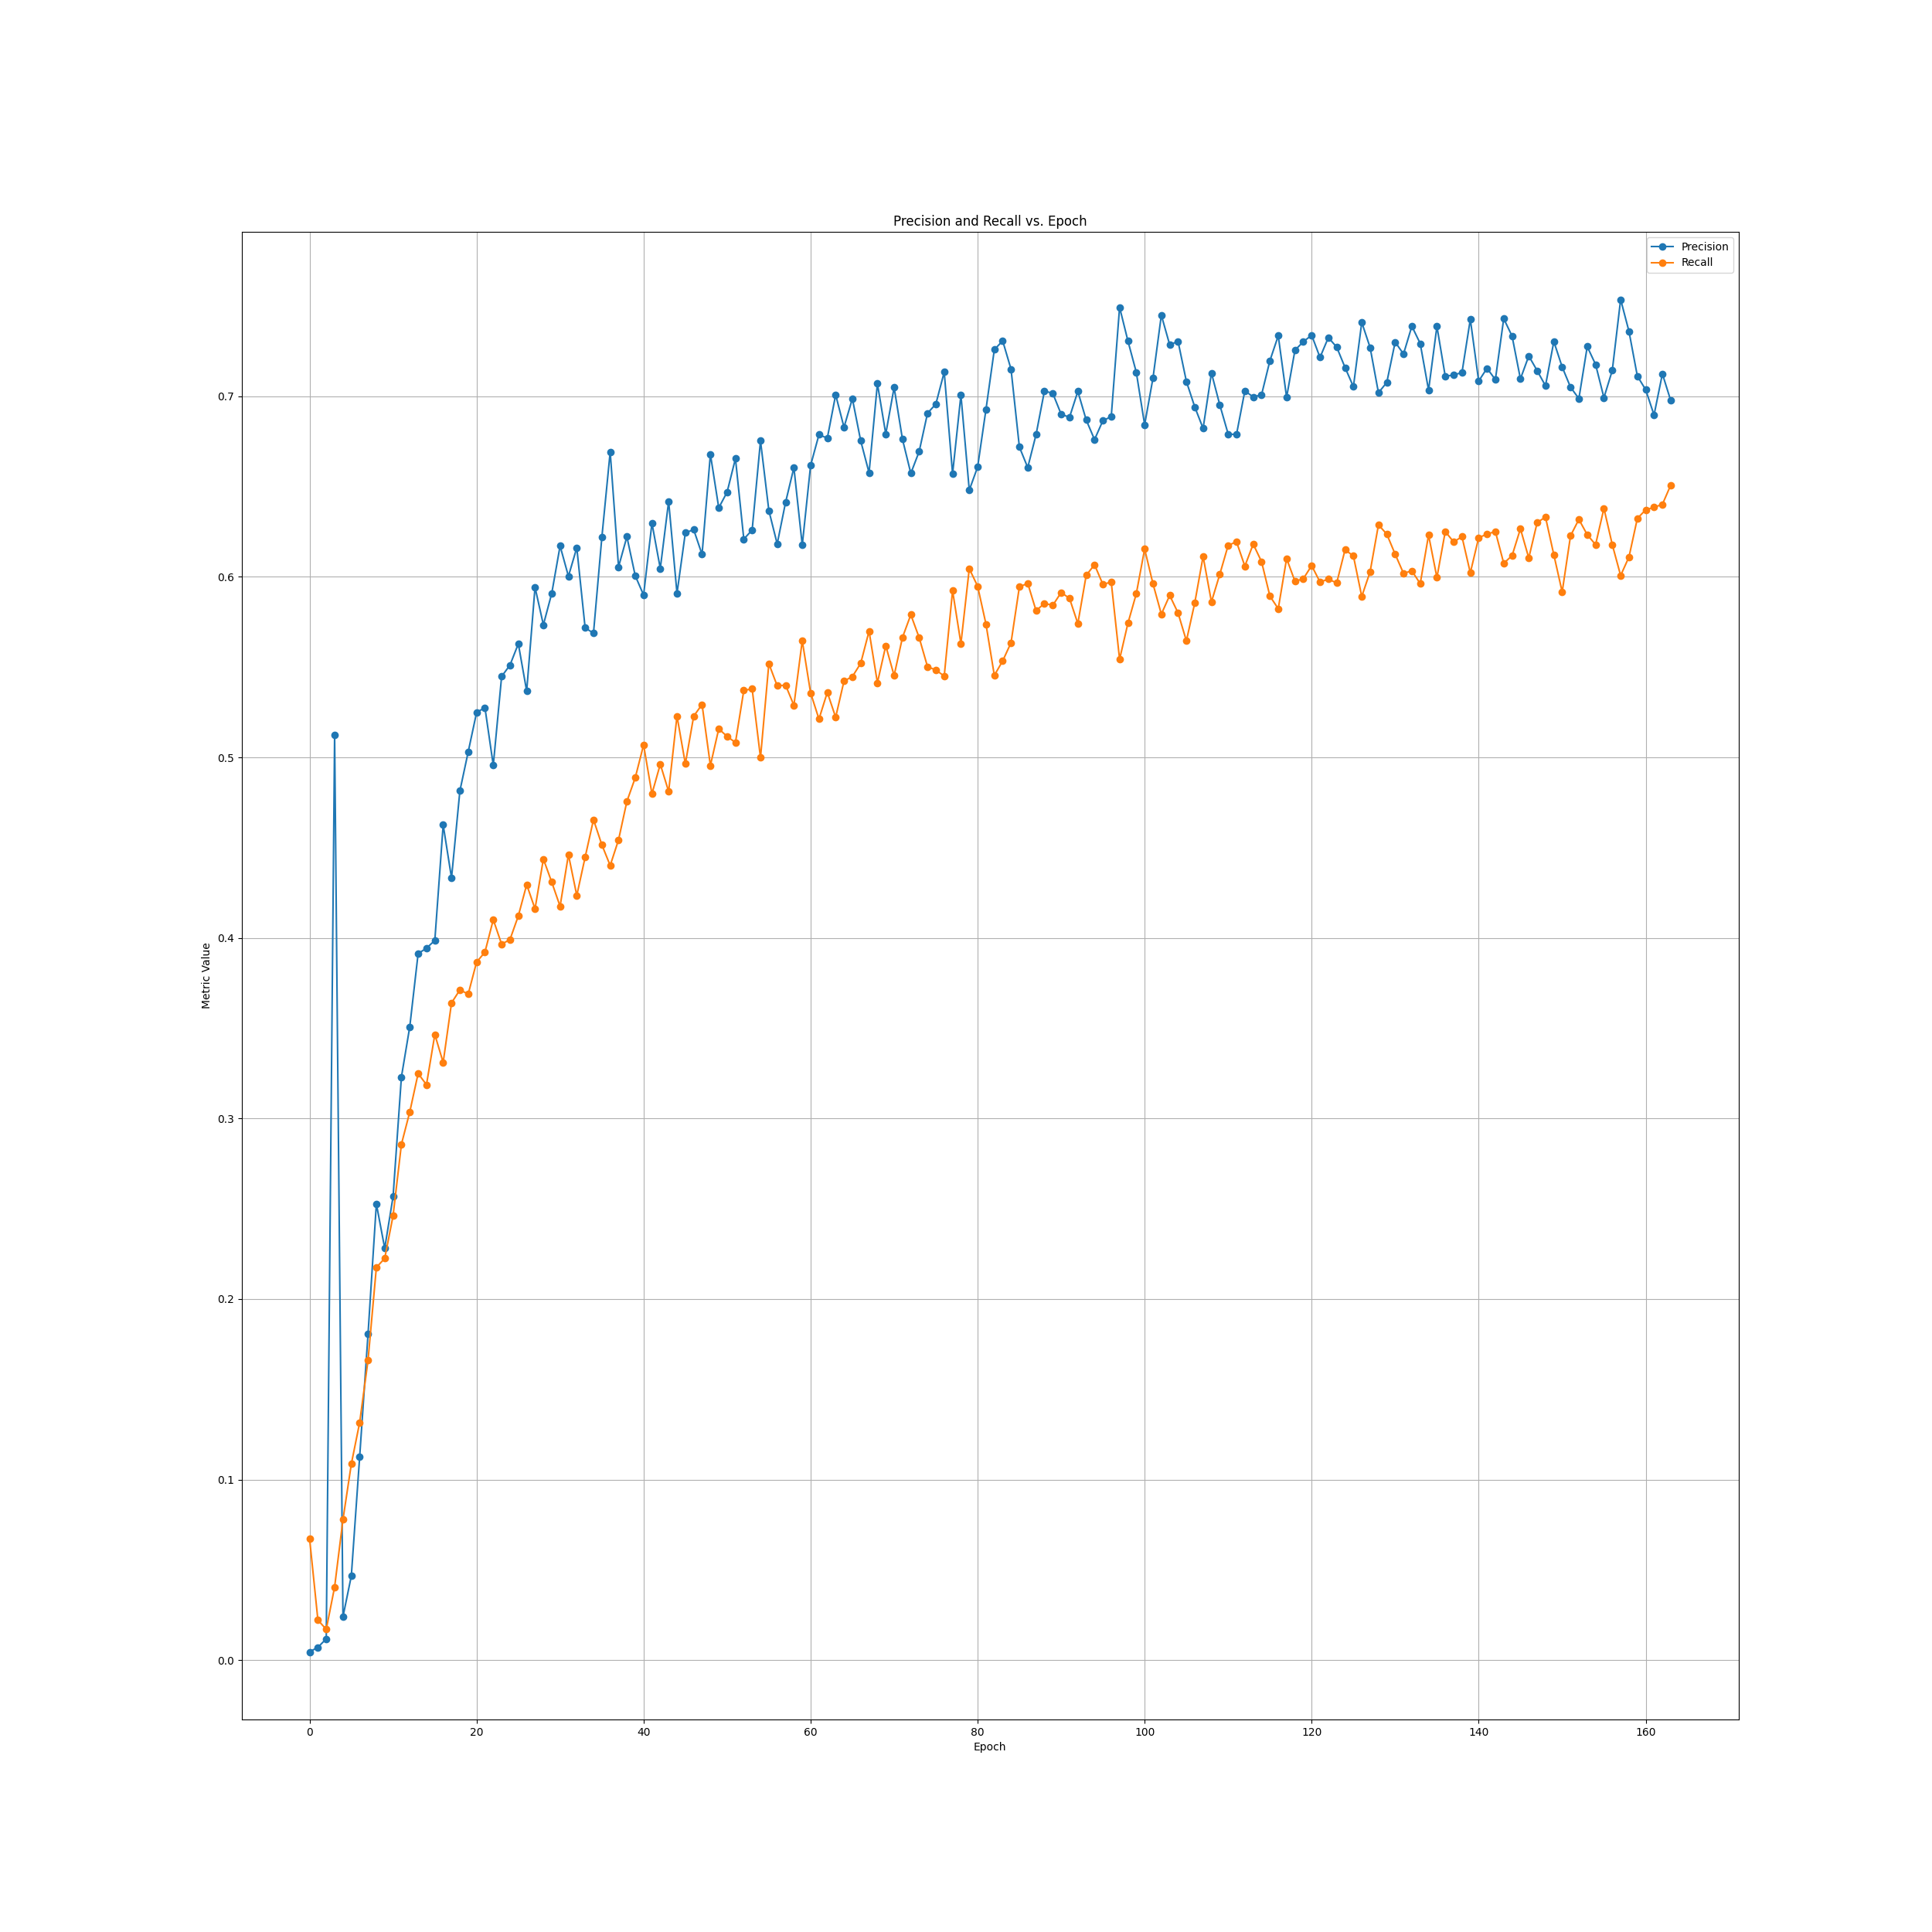 Precision and Recall vs. Epoch
Precision
Recall
0.7
0.6
0.5
0.4
0.3
0.2
0.1
0.0
Metric Value
0 20 40 60 80 100 120 140 160
Epoch